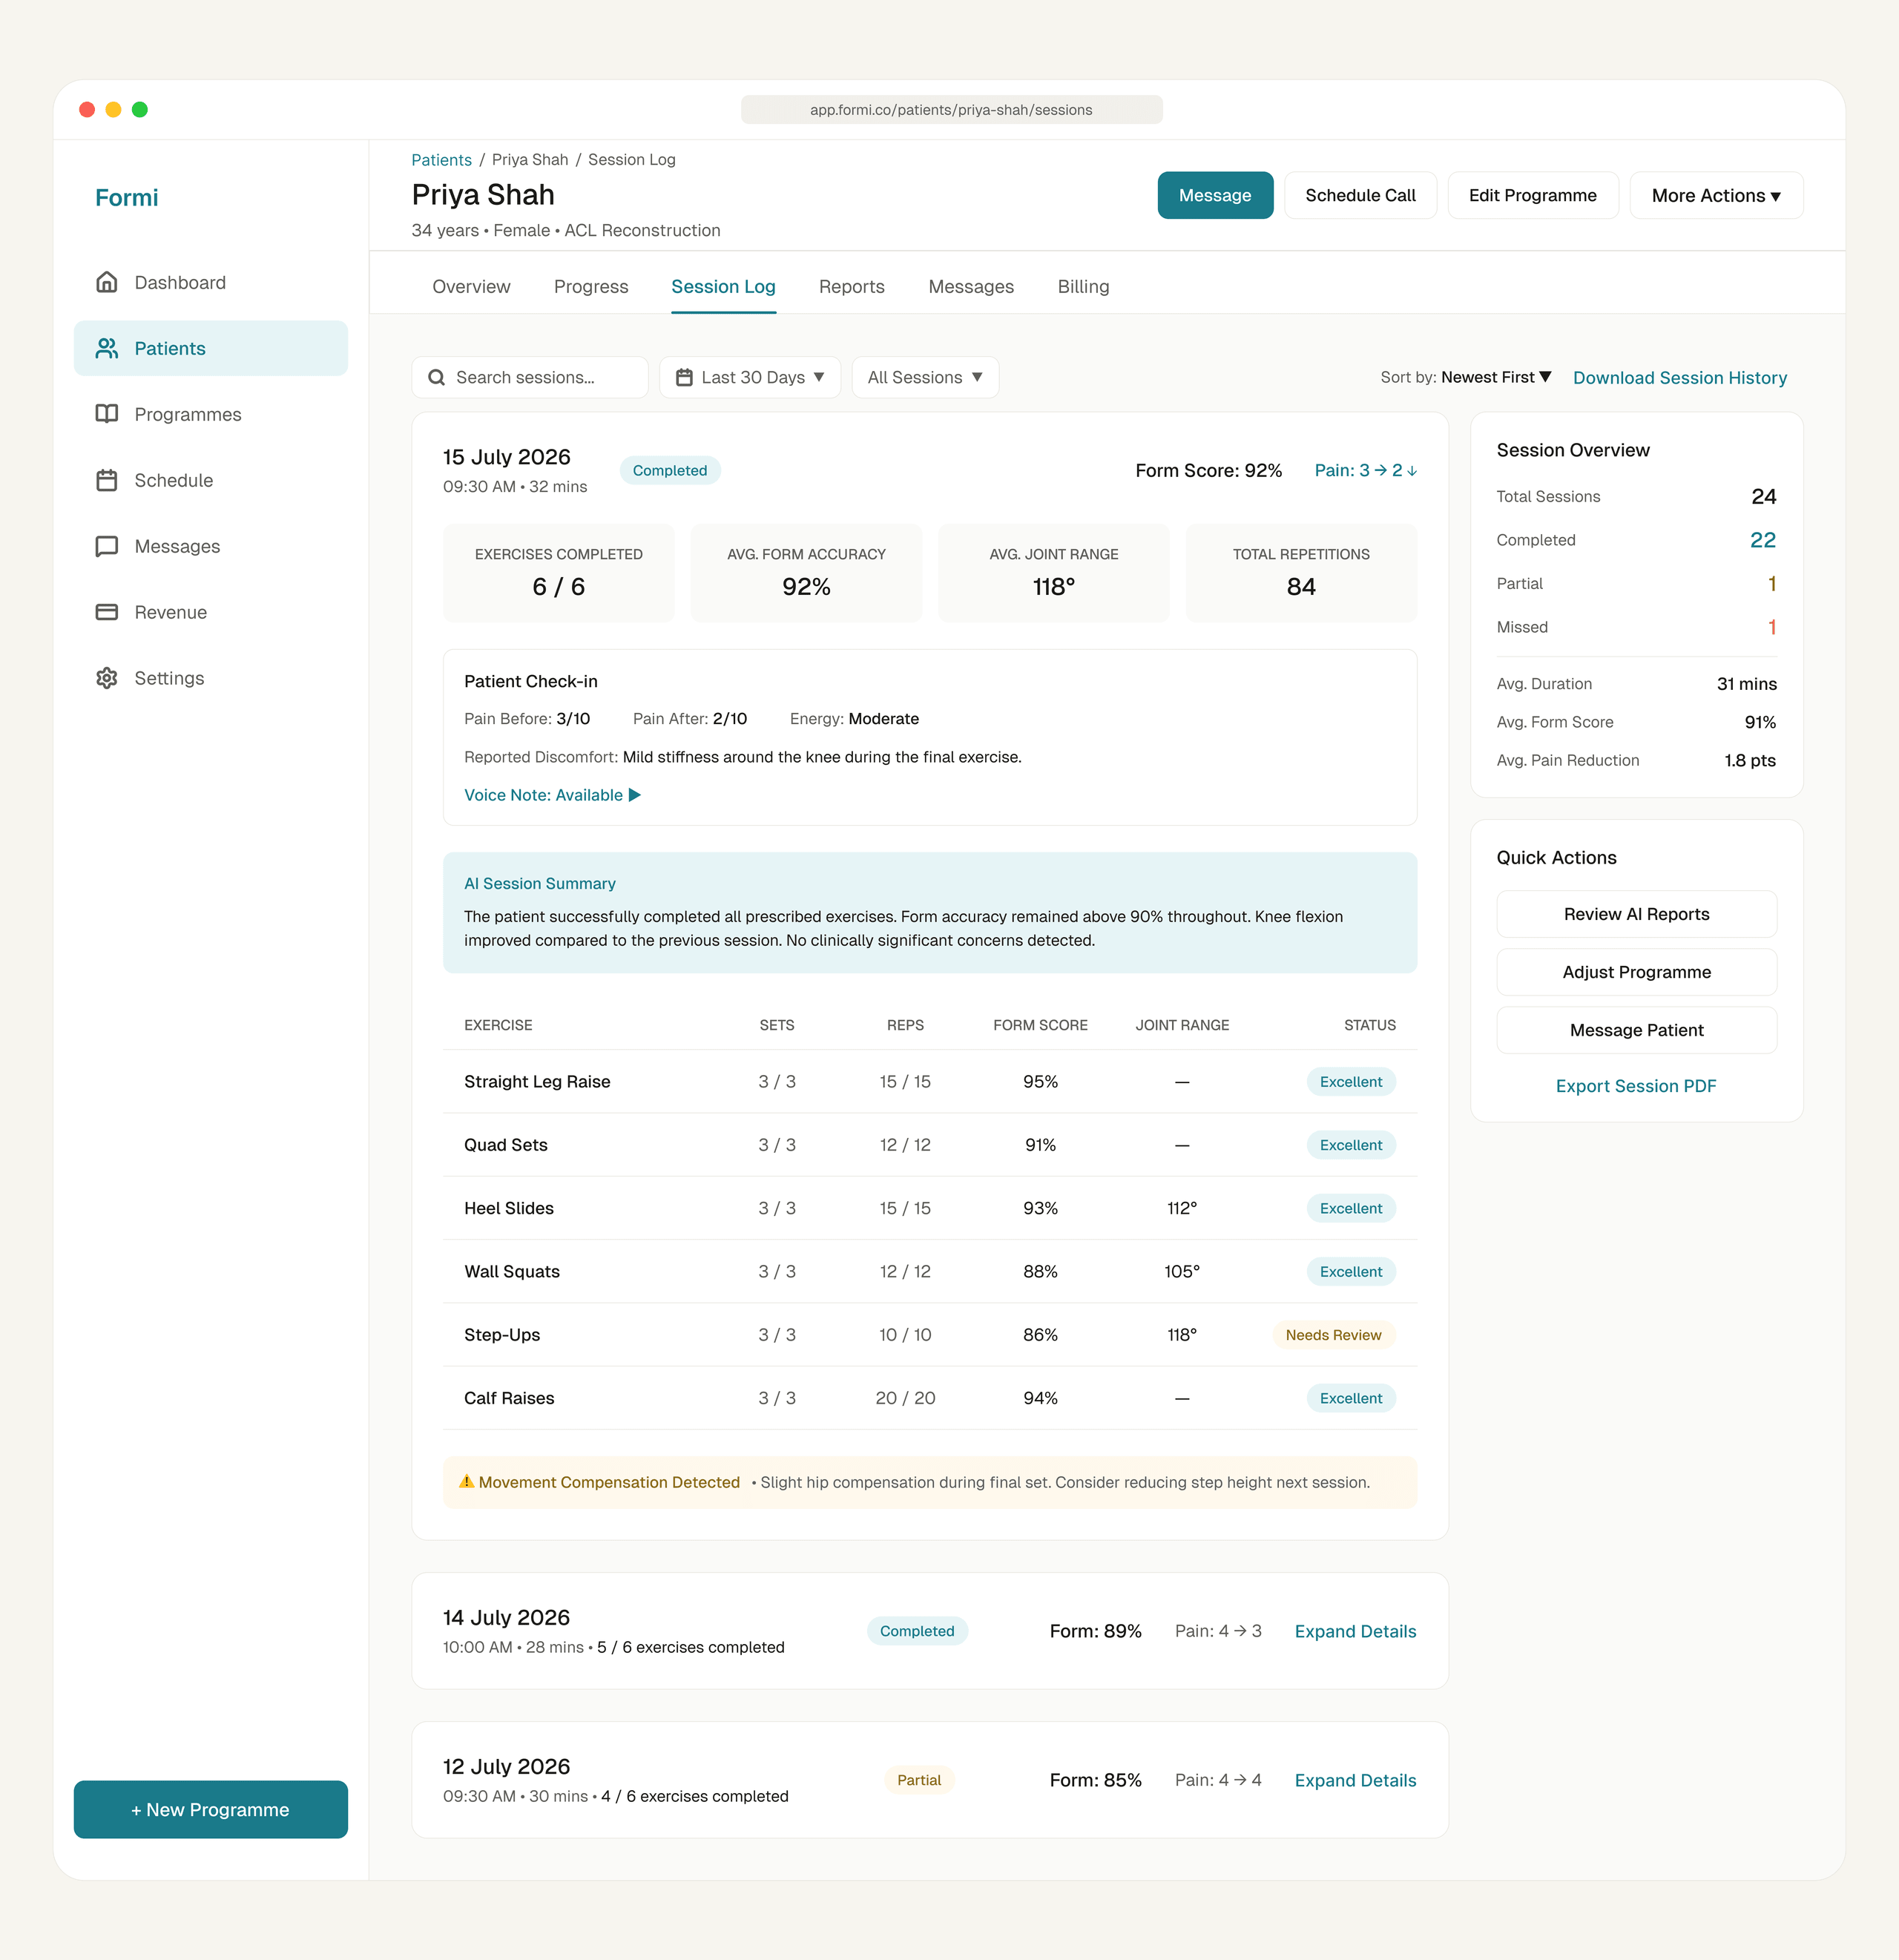 app.formi.co/patients/priya-shah/sessions
Formi
Dashboard
Patients
Programmes
Schedule
Messages
Revenue
Settings
+ New Programme
Patients / Priya Shah / Session Log
Priya Shah
34 years • Female • ACL Reconstruction
Message
Schedule Call
Edit Programme
More Actions ▼
Overview
Progress
Session Log
Reports
Messages
Billing
Search sessions...
Last 30 Days ▼
All Sessions ▼
Sort by: Newest First ▼
Download Session History
15 July 2026
09:30 AM • 32 mins
Completed
Form Score: 92%
Pain: 3 → 2 ↓
EXERCISES COMPLETED
6 / 6
AVG. FORM ACCURACY
92%
AVG. JOINT RANGE
118°
TOTAL REPETITIONS
84
Patient Check-in
Pain Before: 3/10 Pain After: 2/10 Energy: Moderate
Reported Discomfort: Mild stiffness around the knee during the final exercise.
Voice Note: Available ▶
AI Session Summary
The patient successfully completed all prescribed exercises. Form accuracy remained above 90% throughout. Knee flexion
improved compared to the previous session. No clinically significant concerns detected.
EXERCISE SETS REPS FORM SCORE JOINT RANGE STATUS
Straight Leg Raise 3 / 3 15 / 15 95% — Excellent
Quad Sets 3 / 3 12 / 12 91% — Excellent
Heel Slides 3 / 3 15 / 15 93% 112° Excellent
Wall Squats 3 / 3 12 / 12 88% 105° Excellent
Step-Ups 3 / 3 10 / 10 86% 118° Needs Review
Calf Raises 3 / 3 20 / 20 94% — Excellent
⚠ Movement Compensation Detected • Slight hip compensation during final set. Consider reducing step height next session.
14 July 2026
10:00 AM • 28 mins • 5 / 6 exercises completed
Completed
Form: 89%
Pain: 4 → 3
Expand Details
12 July 2026
09:30 AM • 30 mins • 4 / 6 exercises completed
Partial
Form: 85%
Pain: 4 → 4
Expand Details
Session Overview
Total Sessions 24
Completed 22
Partial 1
Missed 1
Avg. Duration 31 mins
Avg. Form Score 91%
Avg. Pain Reduction 1.8 pts
Quick Actions
Review AI Reports
Adjust Programme
Message Patient
Export Session PDF